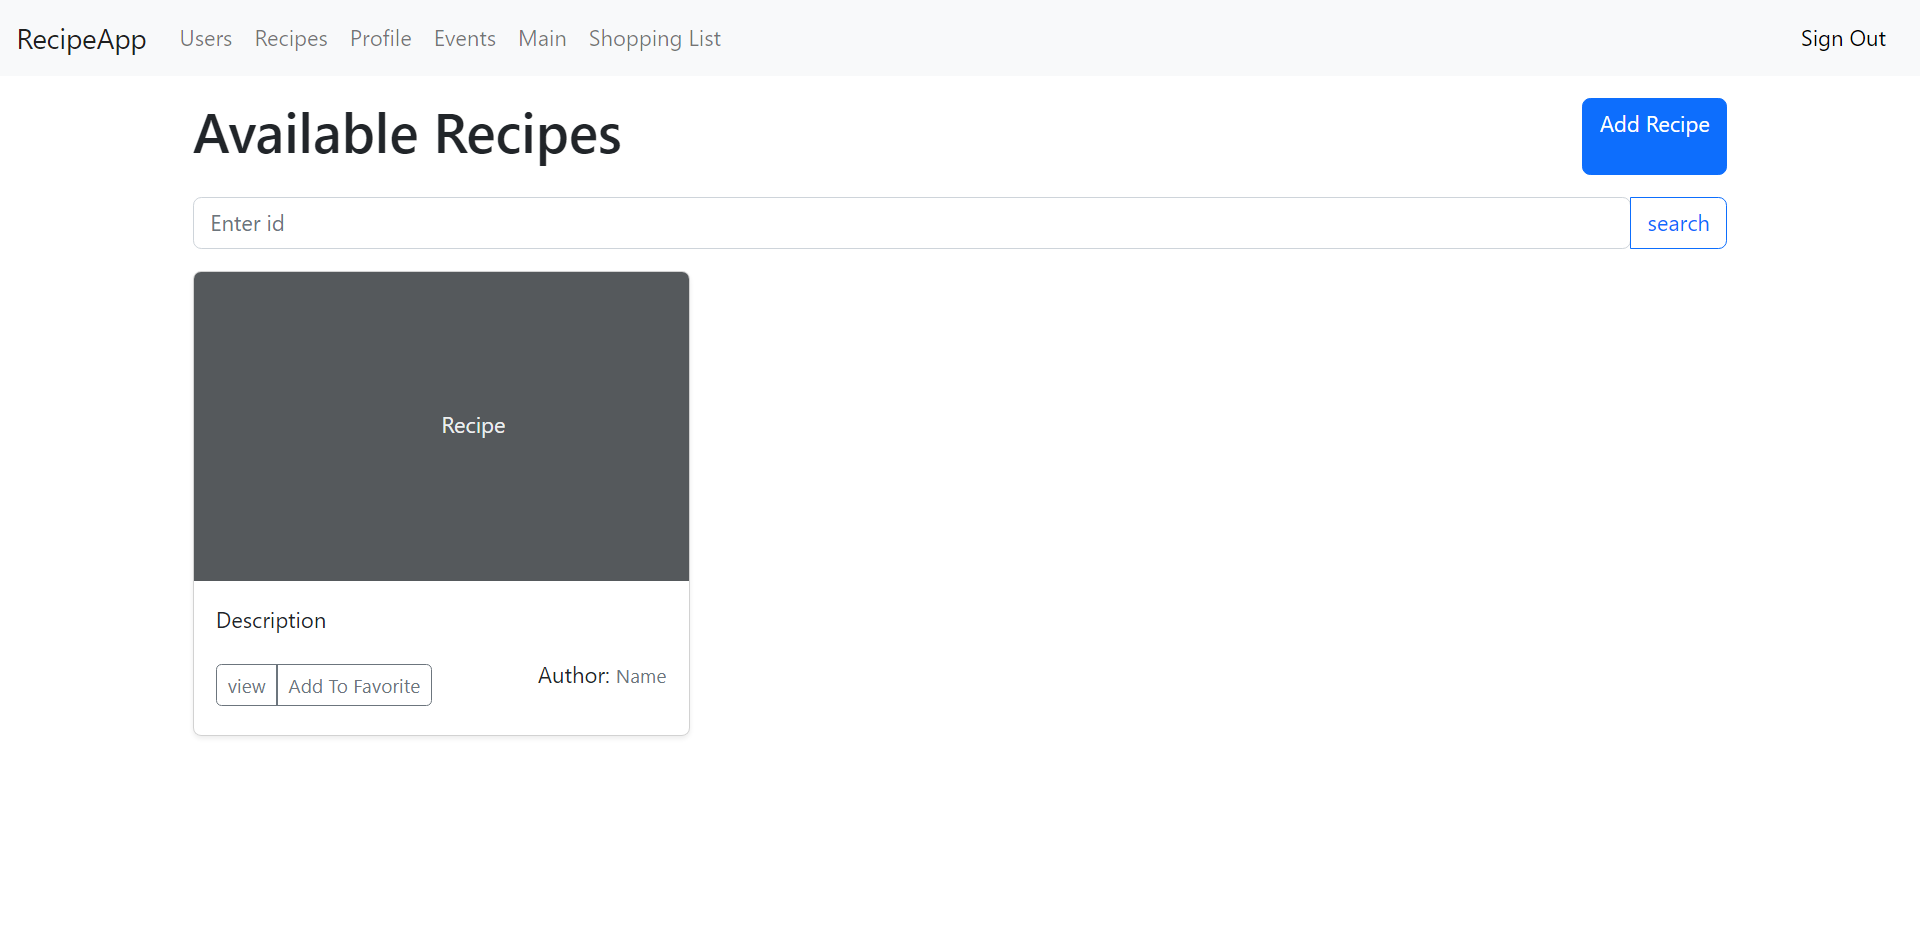 RecipeApp Users Recipes Profile Events Main Shopping List Sign Out
Available Recipes Add Recipe
Enter id search
Recipe
Description
view Add To Favorite Author: Name